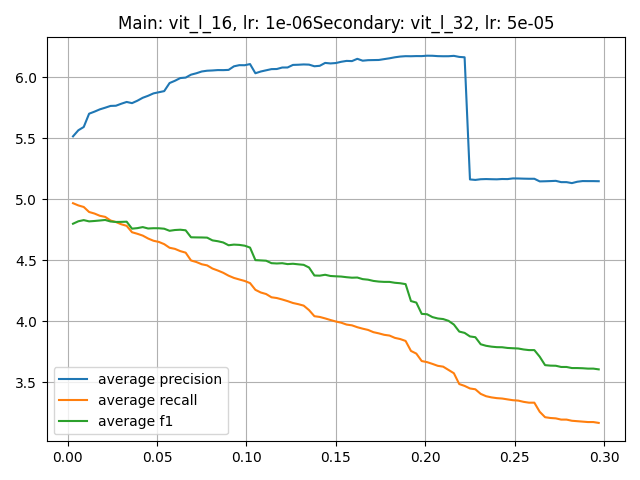 Main: vit_l_16, lr: 1e-06Secondary: vit_l_32, lr: 5e-05
6.0
5.5
5.0
4.5
4.0
3.5
average precision
average recall
average f1
0.00 0.05 0.10 0.15 0.20 0.25 0.30